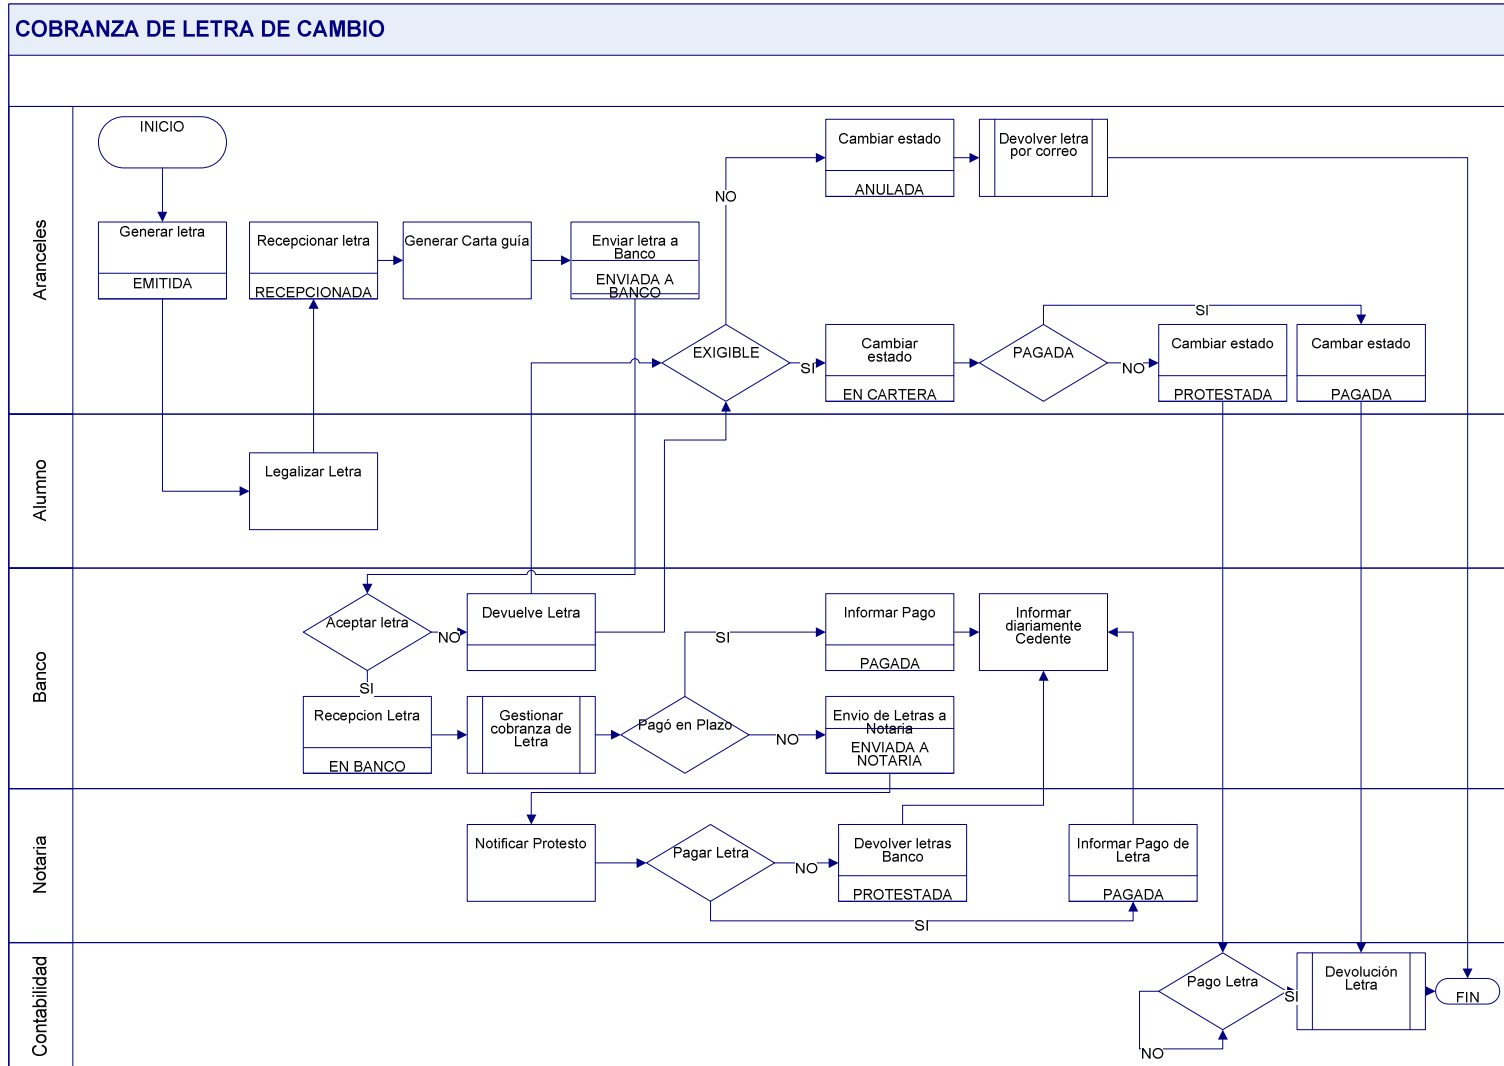 COBRANZA DE LETRA DE CAMBIO
Aranceles
INICIO
Generar letra
EMITIDA
Recepcionar letra
RECEPCIONADA
Generar Carta guía
Enviar letra a
Banco
ENVIADA A
BANCO
EXIGIBLE
NO
SI
Cambiar estado
ANULADA
Devolver letra
por correo
Cambiar
estado
EN CARTERA
PAGADA
SI
NO
Cambiar estado
PROTESTADA
Cambar estado
PAGADA
Alumno
Legalizar Letra
Banco
Aceptar letra
NO
SI
Devuelve Letra
Recepcion Letra
EN BANCO
Gestionar
cobranza de
Letra
Pagó en Plazo
SI
NO
Informar Pago
PAGADA
Informar
diariamente
Cedente
Envio de Letras a
Notaria
ENVIADA A
NOTARIA
Notaria
Notificar Protesto
Pagar Letra
NO
SI
Devolver letras
Banco
PROTESTADA
Informar Pago de
Letra
PAGADA
Contabilidad
Pago Letra
NO
SI
Devolución
Letra
FIN